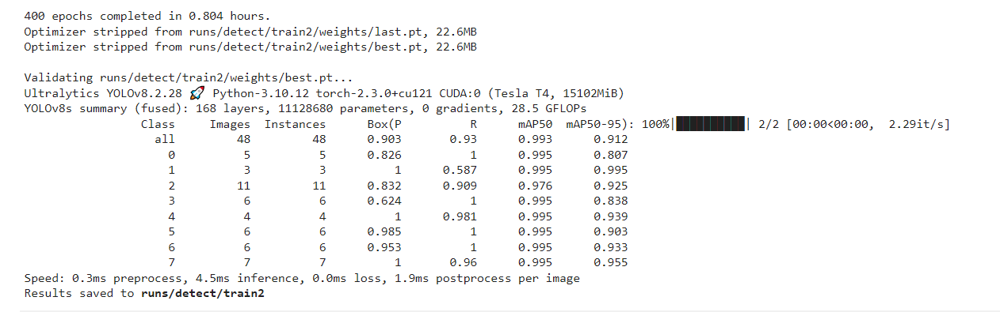 400 epochs completed in 0.804 hours.
Optimizer stripped from runs/detect/train2/weights/last.pt, 22.6MB
Optimizer stripped from runs/detect/train2/weights/best.pt, 22.6MB
Validating runs/detect/train2/weights/best.pt...
Ultralytics YOLOv8.2.28 🚀 Python-3.10.12 torch-2.3.0+cu121 CUDA:0 (Tesla T4, 15102MiB)
YOLOv8s summary (fused): 168 layers, 11128680 parameters, 0 gradients, 28.5 GFLOPs
Class Images Instances Box(P R mAP50 mAP50-95): 100%|██████████| 2/2 [00:00<00:00, 2.29it/s]
all 48 48 0.903 0.93 0.993 0.912
0 5 5 0.826 1 0.995 0.807
1 3 3 1 0.587 0.995 0.995
2 11 11 0.832 0.909 0.976 0.925
3 6 6 0.624 1 0.995 0.838
4 4 4 1 0.981 0.995 0.939
5 6 6 0.985 1 0.995 0.903
6 6 6 0.953 1 0.995 0.933
7 7 7 1 0.96 0.995 0.955
Speed: 0.3ms preprocess, 4.5ms inference, 0.0ms loss, 1.9ms postprocess per image
Results saved to runs/detect/train2